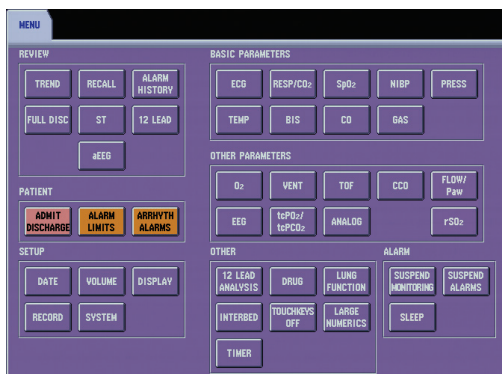 MENU
REVIEW
TREND
RECALL
ALARM
HISTORY
FULL DISC
ST
12 LEAD
aEEG
PATIENT
ADMIT
DISCHARGE
ALARM
LIMITS
ARRHYTH
ALARMS
SETUP
DATE
VOLUME
DISPLAY
RECORD
SYSTEM
BASIC PARAMETERS
ECG
RESP/CO2
SpO2
NIBP
PRESS
TEMP
BIS
CO
GAS
OTHER PARAMETERS
O2
VENT
TOF
CCO
FLOW/
Paw
EEG
tcPO2/
tcPCO2
ANALOG
rSO2
OTHER
12 LEAD
ANALYSIS
DRUG
LUNG
FUNCTION
INTERBED
TOUCHKEYS
OFF
LARGE
NUMERICS
TIMER
ALARM
SUSPEND
MONITORING
SUSPEND
ALARMS
SLEEP